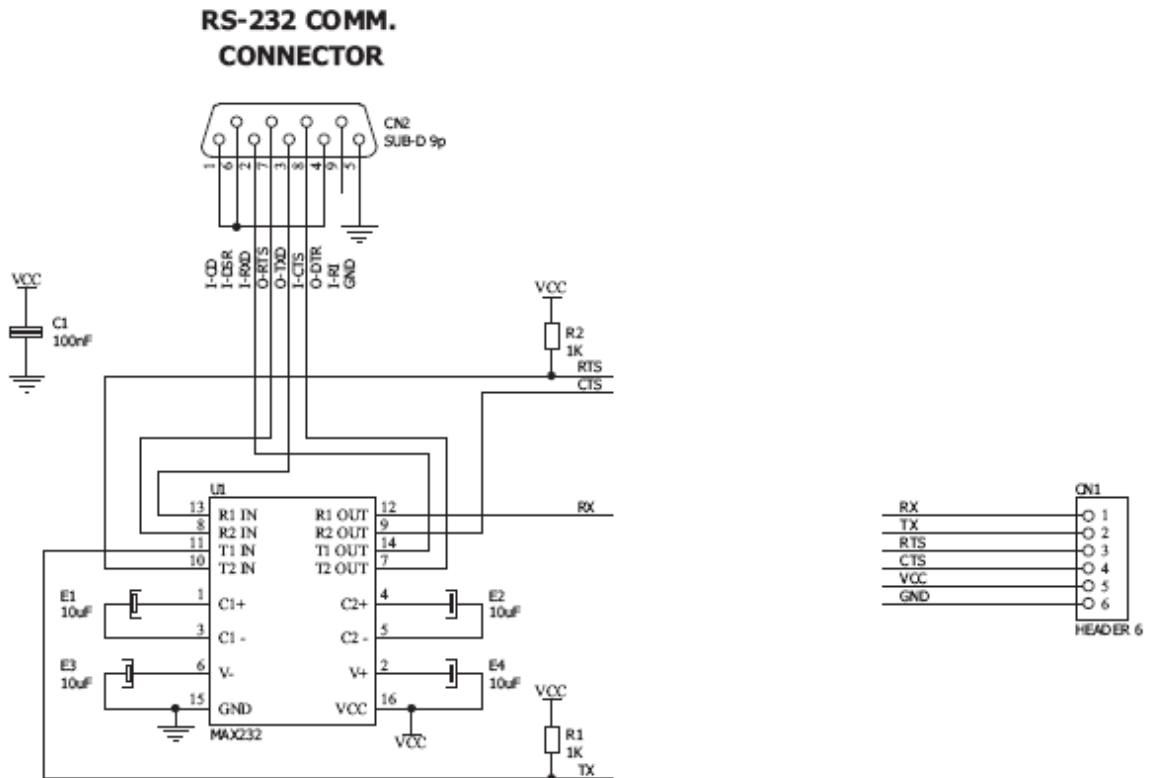 RS-232 COMM.
CONNECTOR
CN2
SUB-D 9p
1 6 2 7 3 8 4 9 5
I-CD
I-DSR
I-RXD
O-RTS
O-TXD
I-CTS
O-DTR
I-RI
GND
VCC
C1
100nF
VCC
R2
1K
RTS
CTS
U1
13 R1 IN R1 OUT 12
8 R2 IN R2 OUT 9
11 T1 IN T1 OUT 14
10 T2 IN T2 OUT 7
1 C1+ C2+ 4
3 C1 - C2 - 5
6 V- V+ 2
15 GND VCC 16
MAX232
RX
E1
10uF
E2
10uF
E3
10uF
E4
10uF
VCC
VCC
R1
1K
TX
CN1
RX 1
TX 2
RTS 3
CTS 4
VCC 5
GND 6
HEADER 6